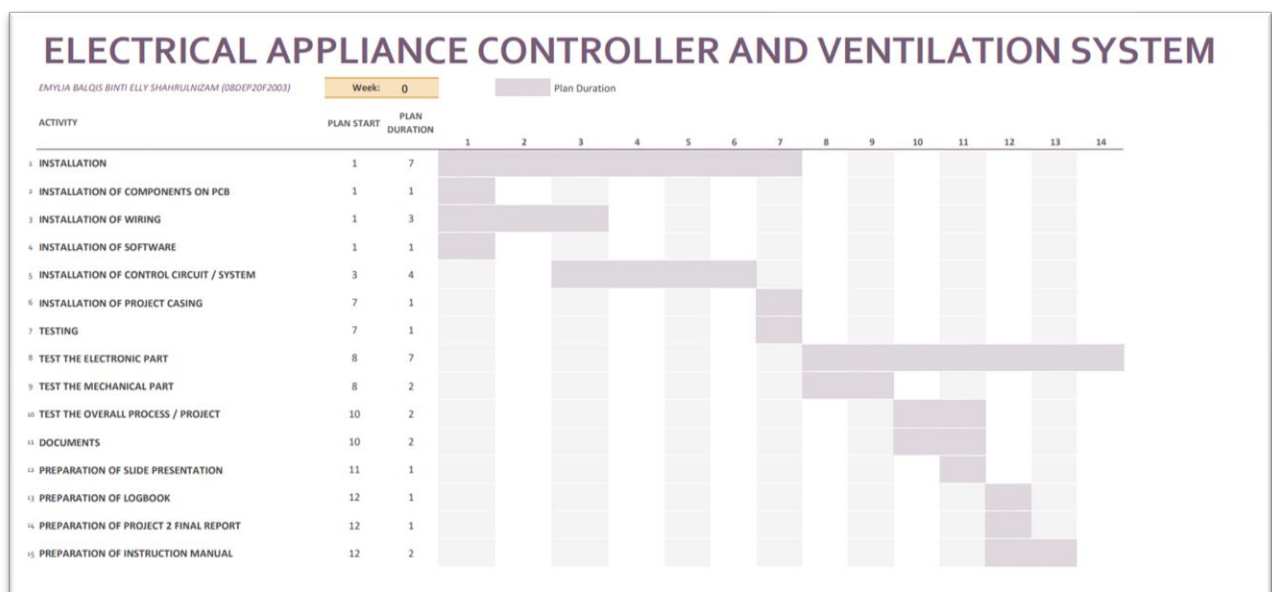 ELECTRICAL APPLIANCE CONTROLLER AND VENTILATION SYSTEM
EMYLIA BALQIS BINTI ELLY SHAHRULNIZAM (08DEP20F2003) Week: 0 Plan Duration
ACTIVITY PLAN START PLAN DURATION
1 2 3 4 5 6 7 8 9 10 11 12 13 14
1 INSTALLATION 1 7
2 INSTALLATION OF COMPONENTS ON PCB 1 1
3 INSTALLATION OF WIRING 1 3
4 INSTALLATION OF SOFTWARE 1 1
5 INSTALLATION OF CONTROL CIRCUIT / SYSTEM 3 4
6 INSTALLATION OF PROJECT CASING 7 1
7 TESTING 7 1
8 TEST THE ELECTRONIC PART 8 7
9 TEST THE MECHANICAL PART 8 2
10 TEST THE OVERALL PROCESS / PROJECT 10 2
11 DOCUMENTS 10 2
12 PREPARATION OF SLIDE PRESENTATION 11 1
13 PREPARATION OF LOGBOOK 12 1
14 PREPARATION OF PROJECT 2 FINAL REPORT 12 1
15 PREPARATION OF INSTRUCTION MANUAL 12 2